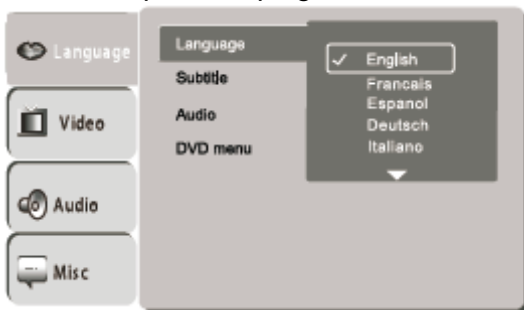 Language
Video
Audio
Misc
Language
Subtitle
Audio
DVD menu
English
Francais
Espanol
Deutsch
Italiano